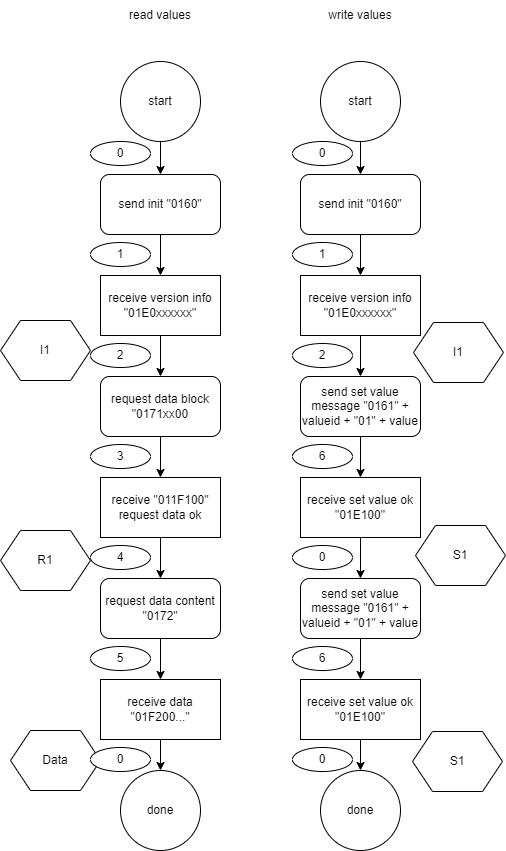 read values
write values
start
start
0
0
send init "0160"
send init "0160"
1
1
receive version info
"01E0xxxxxx"
receive version info
"01E0xxxxxx"
I1
2
2
I1
request data block
"0171xx00
send set value
message "0161" +
valueid + "01" + value
3
6
receive "011F100"
request data ok
receive set value ok
"01E100"
R1
4
0
S1
request data content
"0172"
send set value
message "0161" +
valueid + "01" + value
5
6
receive data
"01F200..."
receive set value ok
"01E100"
Data
0
0
S1
done
done